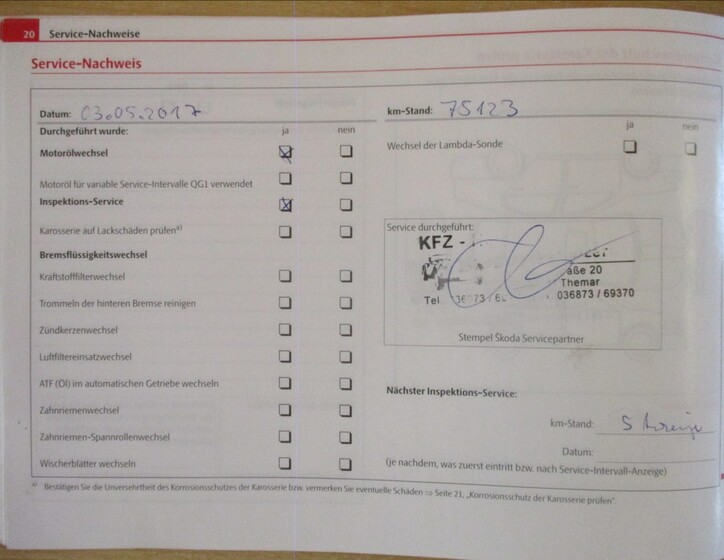 20 Service-Nachweise
Service-Nachweis
Datum: 03.05.2017
km-Stand: 75123
Durchgeführt wurde: ja nein
ja nein
Motorölwechsel
Wechsel der Lambda-Sonde
Motoröl für variable Service-Intervalle QG1 verwendet
Inspektions-Service
Karosserie auf Lackschäden prüfen a)
Service durchgeführt:
KFZ -
Bremsflüssigkeitswechsel
aße 20
Kraftstofffilterwechsel
Themar
Tel 036873 / 69370
Trommeln der hinteren Bremse reinigen
Zündkerzenwechsel
Stempel Škoda Servicepartner
Luftfiltereinsatzwechsel
ATF (Öl) im automatischen Getriebe wechseln
Nächster Inspektions-Service:
Zahnriemenwechsel
km-Stand: S Anzeige
Zahnriemen-Spannrollenwechsel
Datum:
Wischerblätter wechseln
(je nachdem, was zuerst eintritt bzw. nach Service-Intervall-Anzeige)
a) Bestätigen Sie die Unversehrtheit des Korrosionsschutzes der Karosserie bzw. vermerken Sie eventuelle Schäden ⇒ Seite 21, „Korrosionsschutz der Karosserie prüfen"